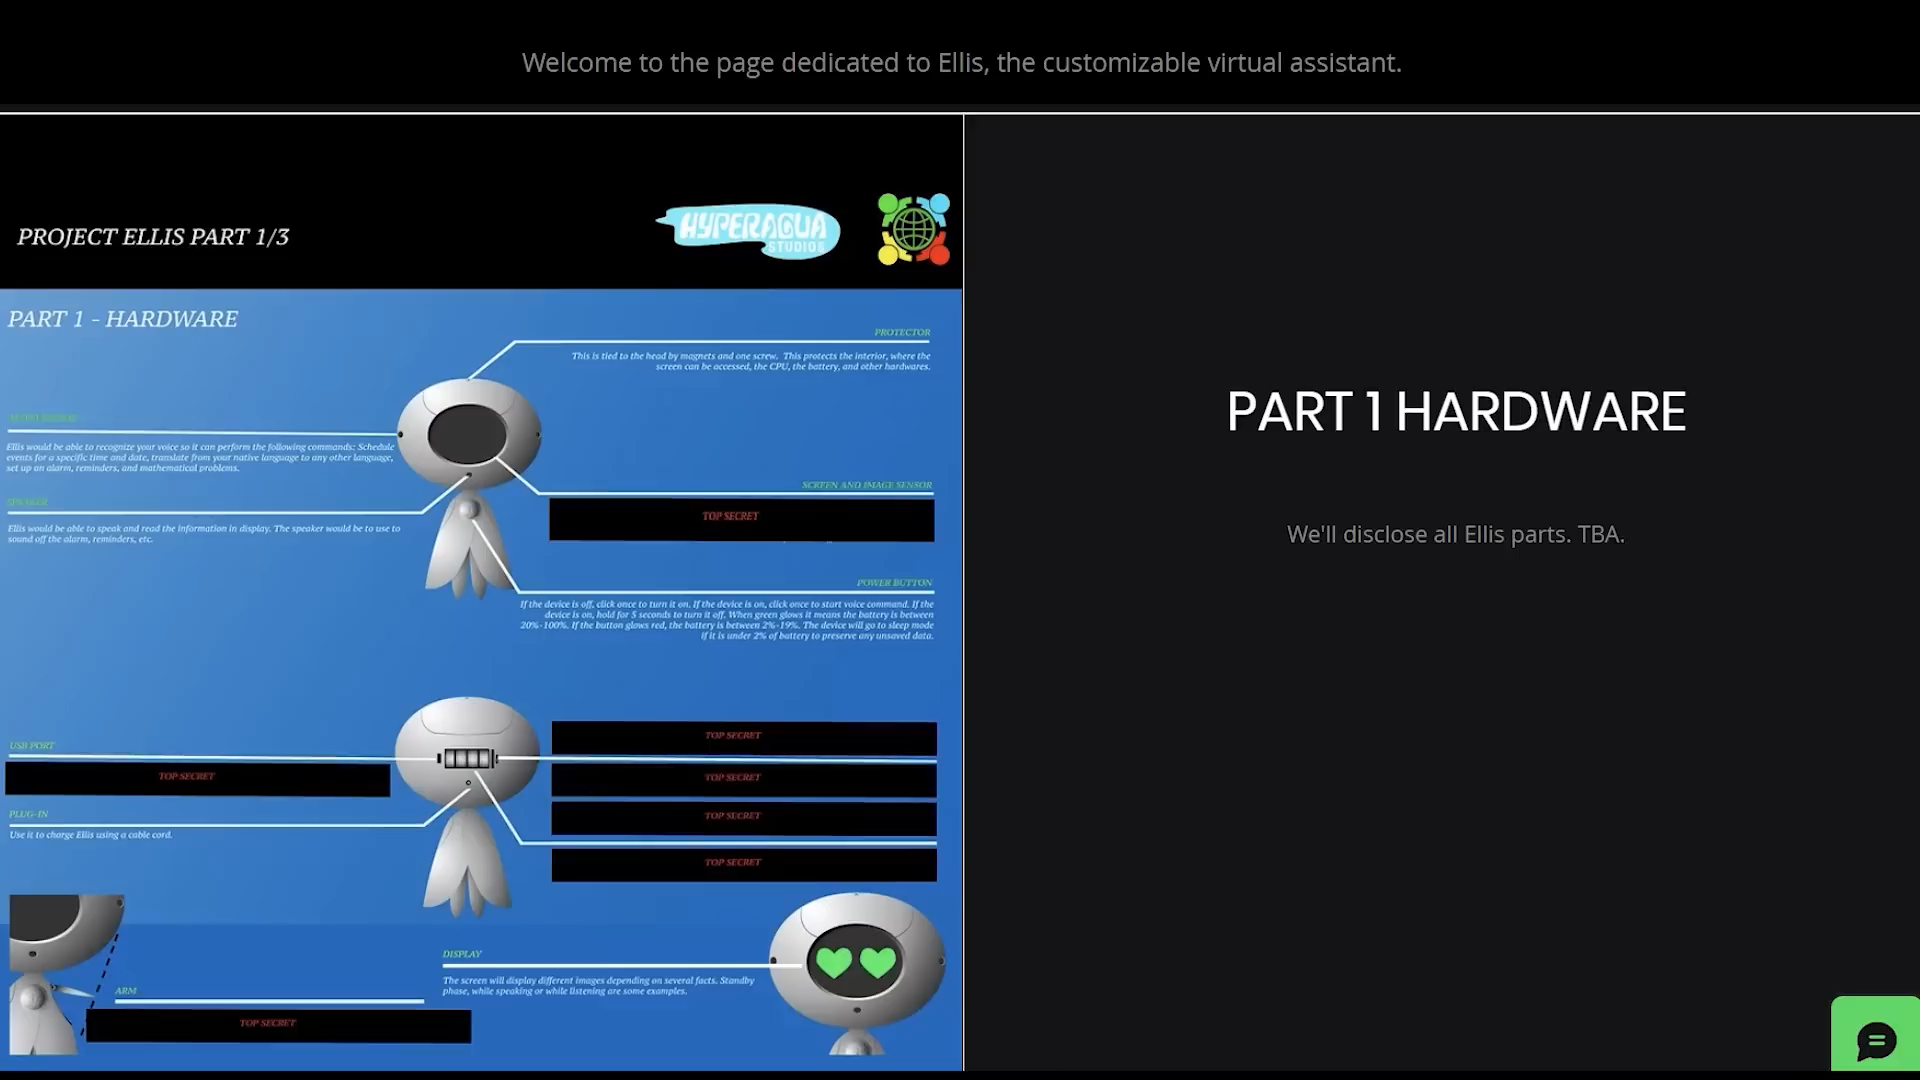 Welcome to the page dedicated to Ellis, the customizable virtual assistant.
PROJECT ELLIS PART 1/3
HYPERAGUA
STUDIOS
PART 1 - HARDWARE
PROTECTOR
This is tied to the head by magnets and one screw. This protects the interior, where the
screen can be accessed, the CPU, the battery, and other hardwares.
Ellis would be able to recognize your voice so it can perform the following commands: Schedule
events for a specific time and date, translate from your native language to any other language,
set up an alarm, reminders, and mathematical problems.
SPEAKER
Ellis would be able to speak and read the information in display. The speaker would be to use to
sound off the alarm, reminders, etc.
SCREEN AND IMAGE SENSOR
TOP SECRET
POWER BUTTON
If the device is off, click once to turn it on. If the device is on, click once to start voice command. If the
device is on, hold for 5 seconds to turn it off. When green glows it means the battery is between
20%-100%. If the button glows red, the battery is between 2%-19%. The device will go to sleep mode
if it is under 2% of battery to preserve any unsaved data.
USB PORT
TOP SECRET
PLUG-IN
Use it to charge Ellis using a cable cord.
TOP SECRET
TOP SECRET
TOP SECRET
TOP SECRET
ARM
TOP SECRET
DISPLAY
The screen will display different images depending on several facts. Standby
phase, while speaking or while listening are some examples.
PART 1 HARDWARE
We'll disclose all Ellis parts. TBA.